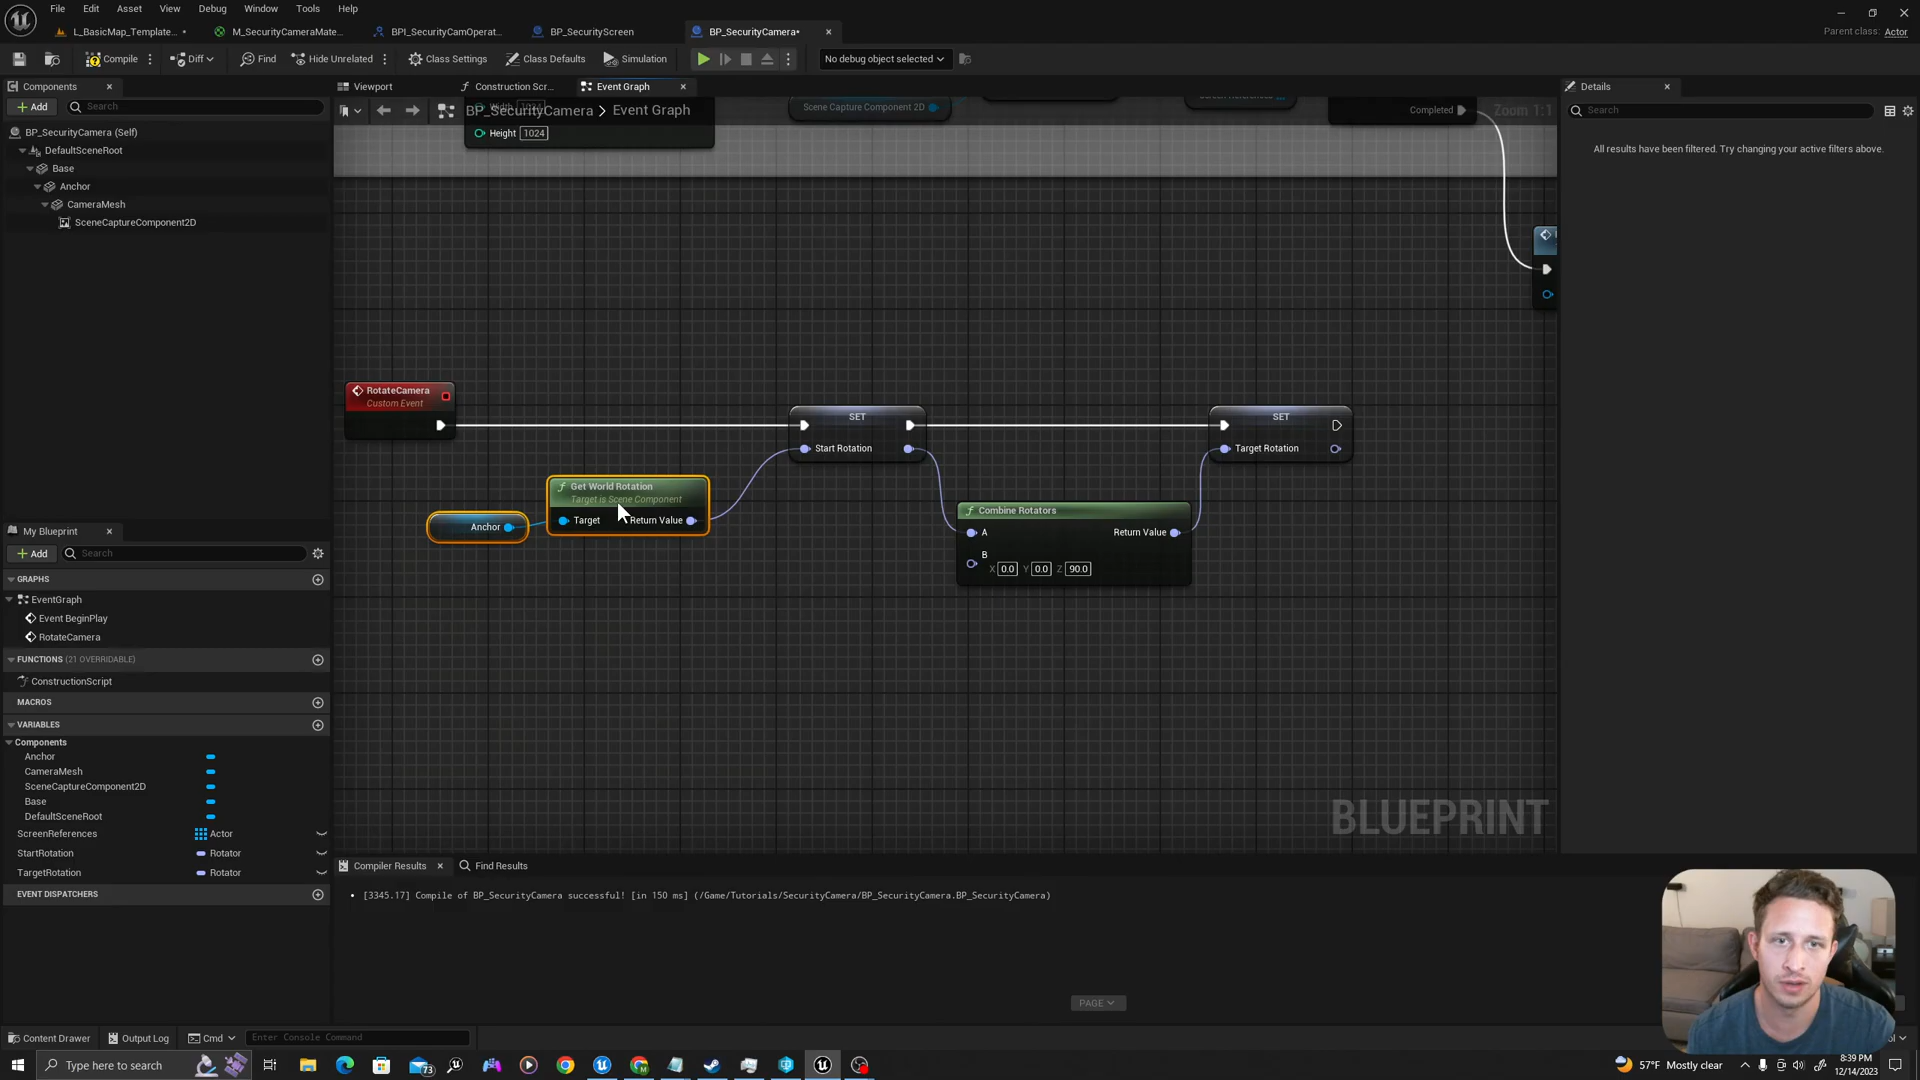 File Edit Asset View Debug Window Tools Help
L_BasicMap_Template... • M_SecurityCameraMate... BPI_SecurityCamOperat... BP_SecurityScreen BP_SecurityCamera•
Parent class: Actor
Compile Diff Find Hide Unrelated Class Settings Class Defaults Simulation No debug object selected
Components
Add Search
BP_SecurityCamera (Self)
DefaultSceneRoot
Base
Anchor
CameraMesh
SceneCaptureComponent2D
Viewport Construction Scr... Event Graph
BP_SecurityCamera > Event Graph
Zoom 1:1
Scene Capture Component 2D
Height 1024
Completed
RotateCamera
Custom Event
SET
Start Rotation
SET
Target Rotation
Get World Rotation
Target is Scene Component
Target Return Value
Anchor
Combine Rotators
A Return Value
B
X 0.0 Y 0.0 Z 90.0
BLUEPRINT
Details
Search
All results have been filtered. Try changing your active filters above.
My Blueprint
Add Search
GRAPHS
EventGraph
Event BeginPlay
RotateCamera
FUNCTIONS (21 OVERRIDABLE)
ConstructionScript
MACROS
VARIABLES
Components
Anchor
CameraMesh
SceneCaptureComponent2D
Base
DefaultSceneRoot
ScreenReferences Actor
StartRotation Rotator
TargetRotation Rotator
EVENT DISPATCHERS
Compiler Results Find Results
• [3345.17] Compile of BP_SecurityCamera successful! [in 150 ms] (/Game/Tutorials/SecurityCamera/BP_SecurityCamera.BP_SecurityCamera)
PAGE
Content Drawer Output Log Cmd Enter Console Command
Type here to search
73
57°F Mostly clear
8:39 PM
12/14/2023